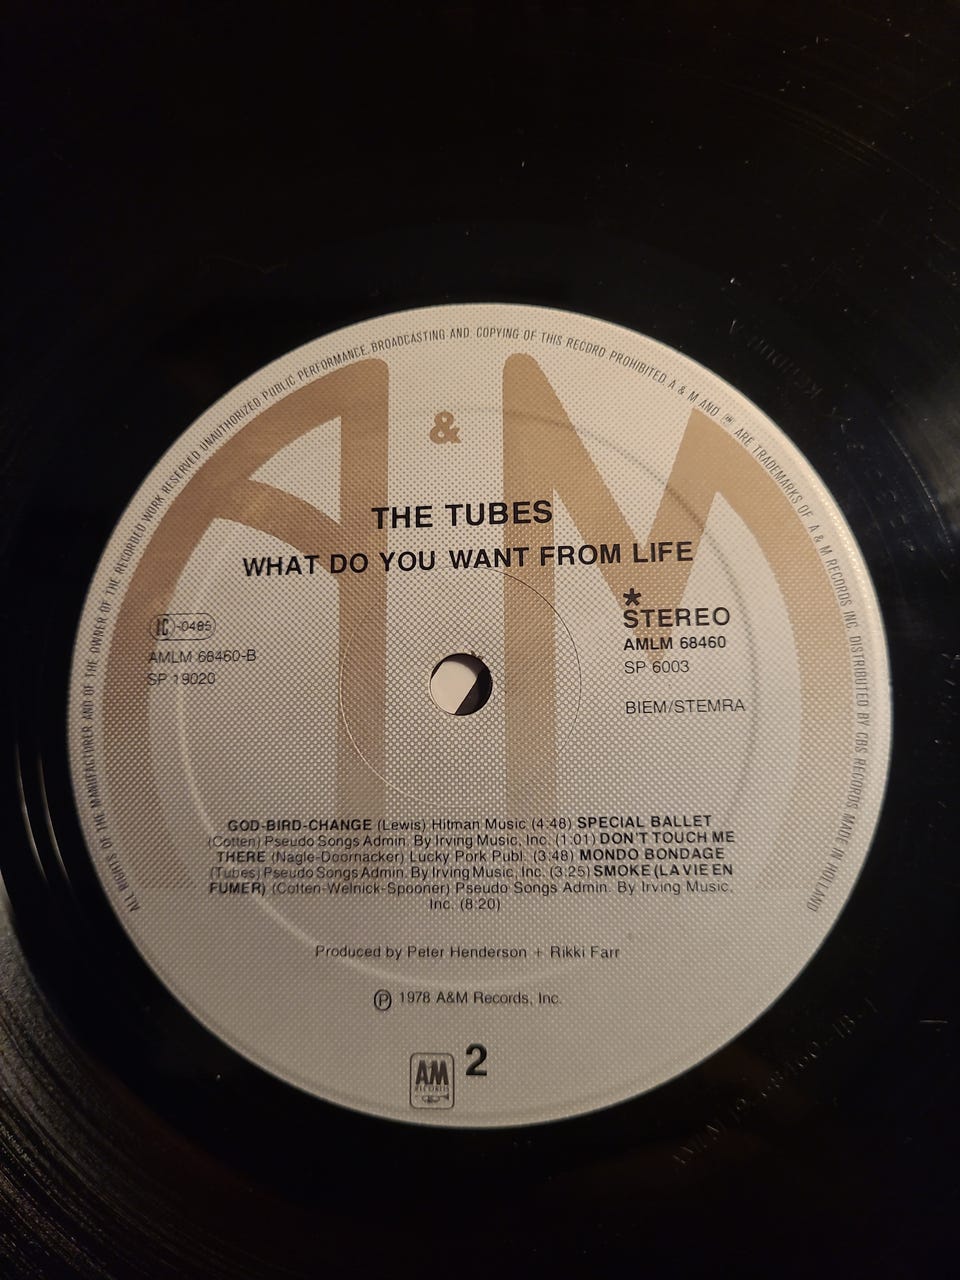 ALL RIGHTS OF THE MANUFACTURER AND OF THE OWNER OF THE RECORDED WORK RESERVED UNAUTHORIZED PUBLIC PERFORMANCE, BROADCASTING AND COPYING OF THIS RECORD PROHIBITED. A & M AND ARE TRADEMARKS OF A & M RECORDS INC DISTRIBUTED BY CBS RECORDS MADE IN HOLLAND
A & M
THE TUBES
WHAT DO YOU WANT FROM LIFE
IC -0485
AMLM 68460-B
SP 19020
*
STEREO
AMLM 68460
SP 6003
BIEM/STEMRA
GOD-BIRD-CHANGE (Lewis) Hitman Music (4:48) SPECIAL BALLET
(Cotten) Pseudo Songs Admin. By Irving Music, Inc. (1:01) DON'T TOUCH ME
THERE (Nagle-Doornacker) Lucky Pork Publ. (3:48) MONDO BONDAGE
(Tubes) Pseudo Songs Admin. By Irving Music, Inc. (3:25) SMOKE (LA VIE EN
FUMER) (Cotten-Welnick-Spooner) Pseudo Songs Admin. By Irving Music,
Inc. (8:20)
Produced by Peter Henderson + Rikki Farr
Ⓟ 1978 A&M Records, Inc.
AM
RECORDS
2